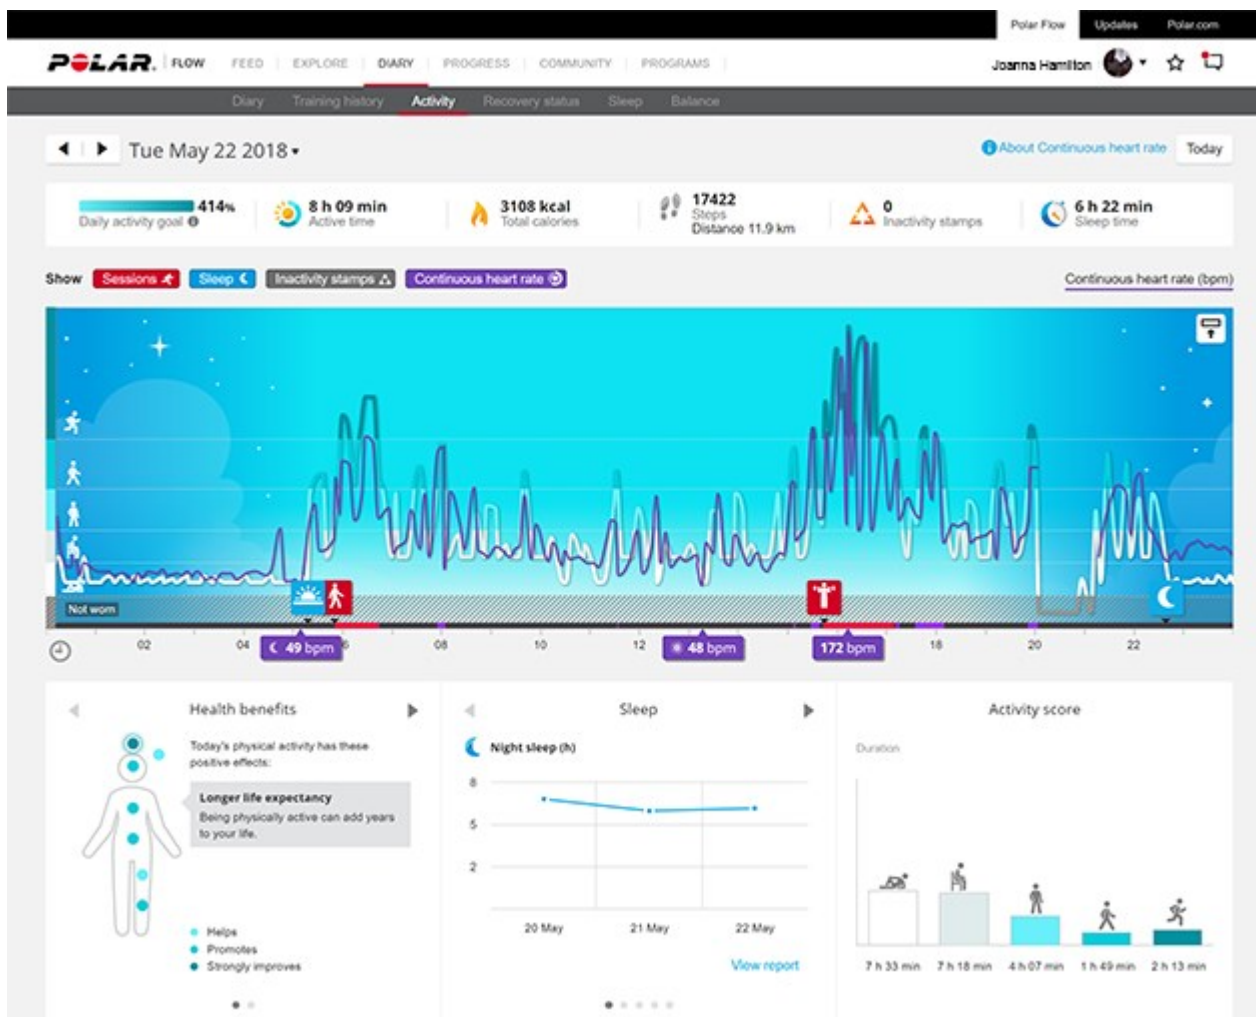 Polar Flow Updates Polar.com
POLAR. FLOW FEED EXPLORE DIARY PROGRESS COMMUNITY PROGRAMS Joanna Hamilton
Diary Training history Activity Recovery status Sleep Balance
Tue May 22 2018 About Continuous heart rate Today
414% 8 h 09 min 3108 kcal 17422 0 6 h 22 min
Daily activity goal Active time Total calories Steps Inactivity stamps Sleep time
Distance 11.9 km
Show Sessions Sleep Inactivity stamps Continuous heart rate Continuous heart rate (bpm)
Not worn
02 04 6 08 10 12 18 20 22
49 bpm 48 bpm 172 bpm
Health benefits
Today's physical activity has these
positive effects:
Longer life expectancy
Being physically active can add years
to your life.
Helps
Promotes
Strongly improves
Sleep
Night sleep (h)
8
5
2
20 May 21 May 22 May
View report
Activity score
Duration
7 h 33 min 7 h 18 min 4 h 07 min 1 h 49 min 2 h 13 min